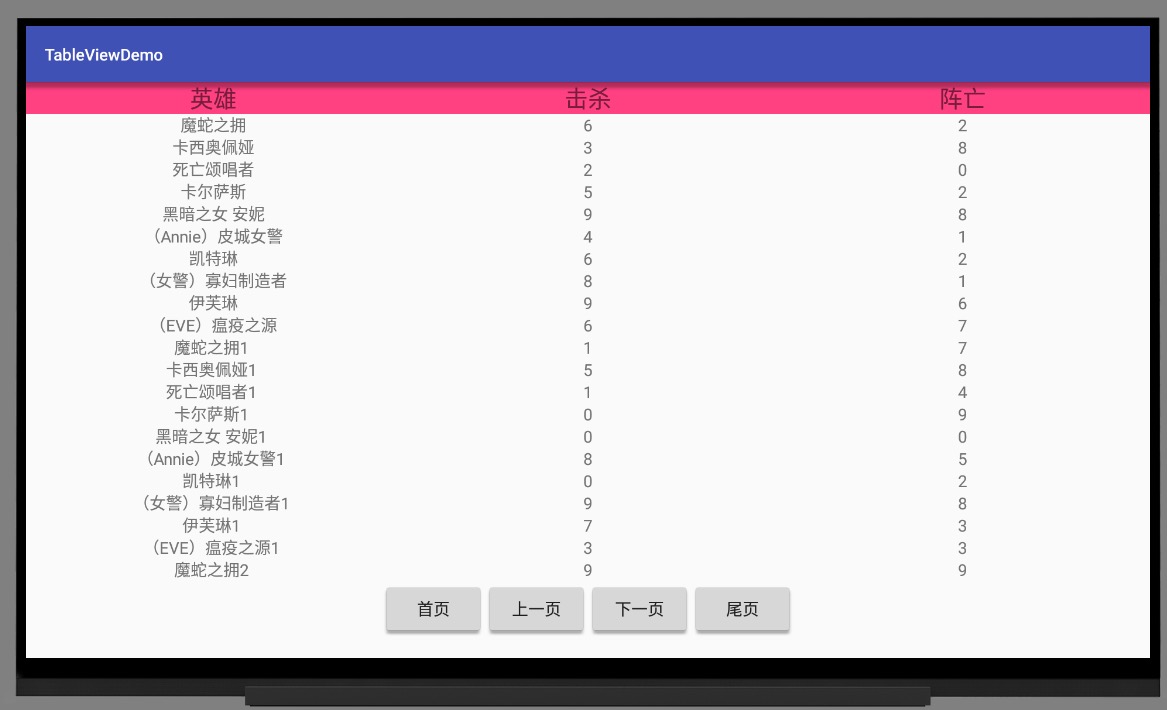 TableViewDemo
英雄 击杀 阵亡
魔蛇之拥 6 2
卡西奥佩娅 3 8
死亡颂唱者 2 0
卡尔萨斯 5 2
黑暗之女 安妮 9 8
（Annie）皮城女警 4 1
凯特琳 6 2
（女警）寡妇制造者 8 1
伊芙琳 9 6
（EVE）瘟疫之源 6 7
魔蛇之拥1 1 7
卡西奥佩娅1 5 8
死亡颂唱者1 1 4
卡尔萨斯1 0 9
黑暗之女 安妮1 0 0
（Annie）皮城女警1 8 5
凯特琳1 0 2
（女警）寡妇制造者1 9 8
伊芙琳1 7 3
（EVE）瘟疫之源1 3 3
魔蛇之拥2 9 9
首页 上一页 下一页 尾页